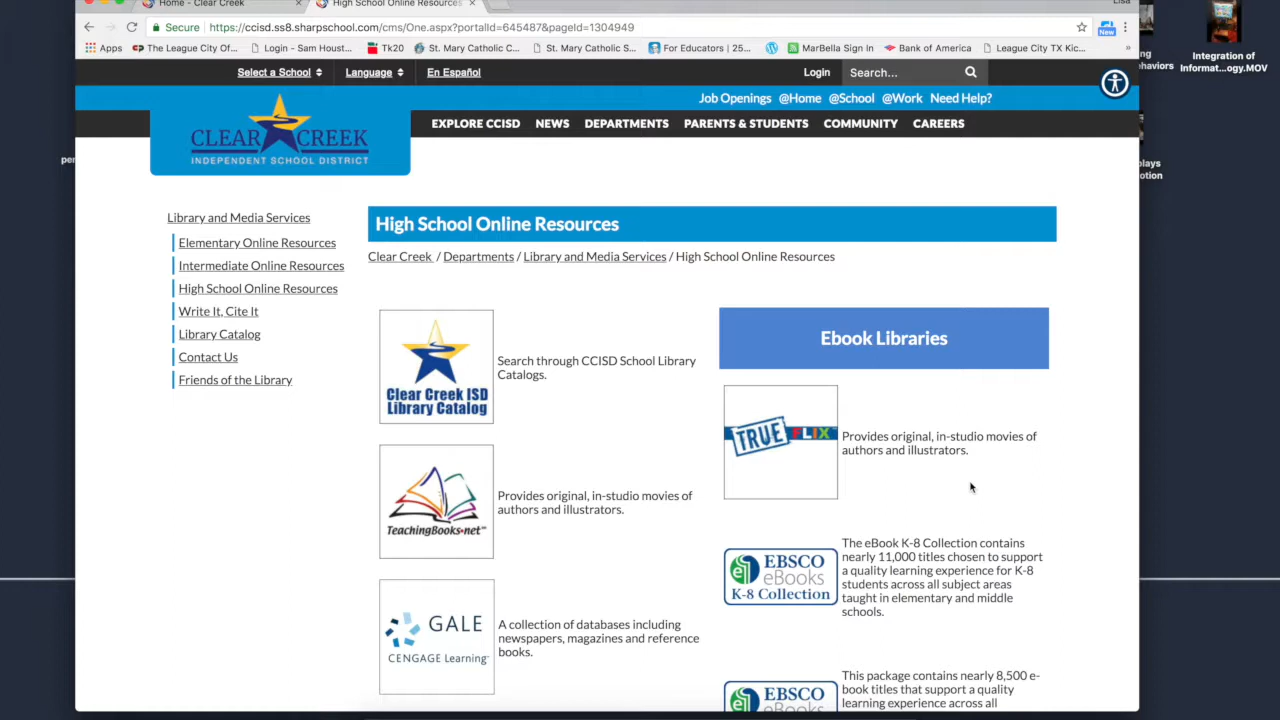 Home - Clear Creek
High School Online Resources
Lisa
Secure https://ccisd.ss8.sharpschool.com/cms/One.aspx?portalId=645487&pageId=1304949
New
Apps The League City Of... Login - Sam Houst... Tk20 St. Mary Catholic C... St. Mary Catholic S... For Educators | 25... MarBella Sign In Bank of America League City TX Kic... »
Integration of
Informat...ogy.MOV
Select a School Language En Español Login Search...
Job Openings @Home @School @Work Need Help?
CLEAR CREEK
INDEPENDENT SCHOOL DISTRICT
EXPLORE CCISD NEWS DEPARTMENTS PARENTS & STUDENTS COMMUNITY CAREERS
Library and Media Services
Elementary Online Resources
Intermediate Online Resources
High School Online Resources
Write It, Cite It
Library Catalog
Contact Us
Friends of the Library
High School Online Resources
Clear Creek / Departments / Library and Media Services / High School Online Resources
Clear Creek ISD
Library Catalog
Search through CCISD School Library
Catalogs.
TeachingBooks.net
Provides original, in-studio movies of
authors and illustrators.
GALE
CENGAGE Learning
A collection of databases including
newspapers, magazines and reference
books.
Ebook Libraries
TRUE FLIX
Provides original, in-studio movies of
authors and illustrators.
EBSCO
eBooks
K-8 Collection
The eBook K-8 Collection contains
nearly 11,000 titles chosen to support
a quality learning experience for K-8
students across all subject areas
taught in elementary and middle
schools.
EBSCO
This package contains nearly 8,500 e-
book titles that support a quality
learning experience across all